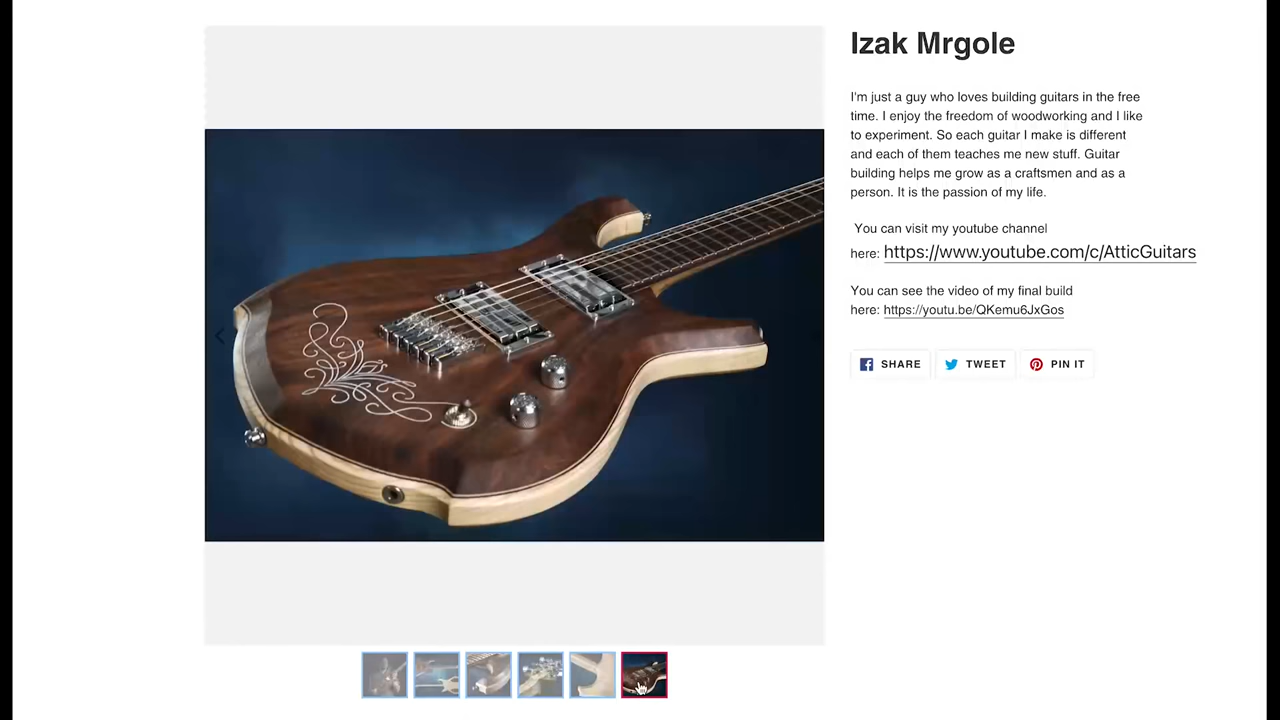 Izak Mrgole
I'm just a guy who loves building guitars in the free
time. I enjoy the freedom of woodworking and I like
to experiment. So each guitar I make is different
and each of them teaches me new stuff. Guitar
building helps me grow as a craftsmen and as a
person. It is the passion of my life.
You can visit my youtube channel
here: https://www.youtube.com/c/AtticGuitars
You can see the video of my final build
here: https://youtu.be/QKemu6JxGos
SHARE TWEET PIN IT